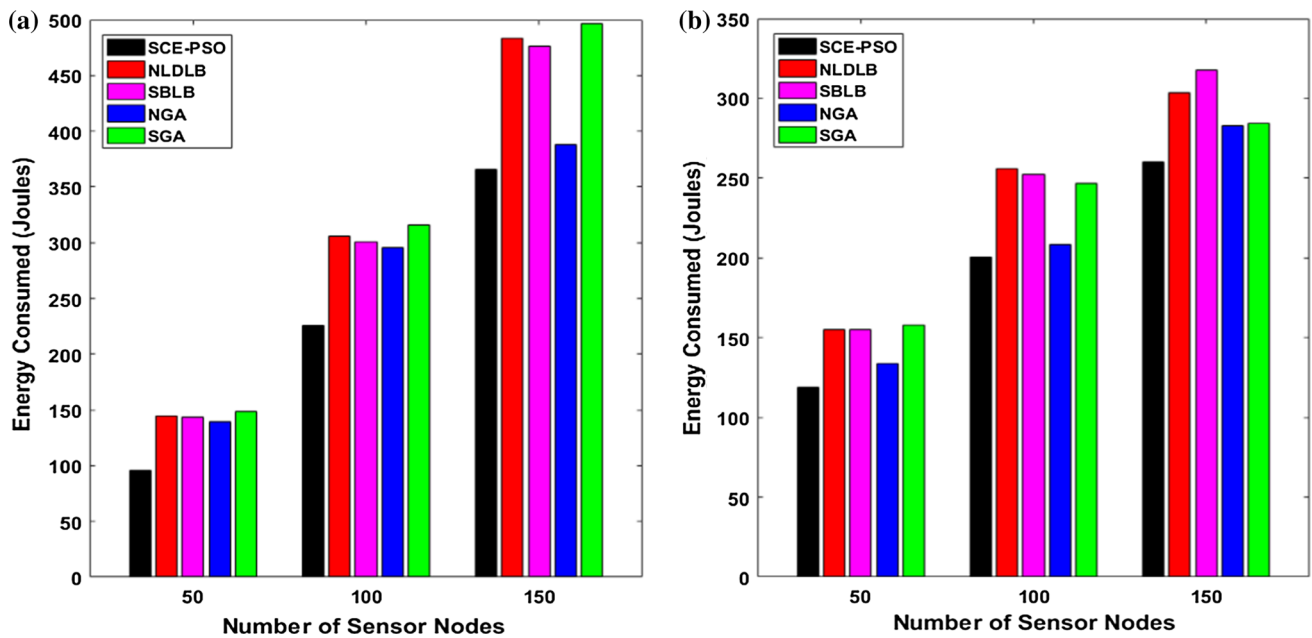 (a)
500
450
400
350
300
250
200
150
100
50
0
Energy Consumed (Joules)
SCE-PSO
NLDLB
SBLB
NGA
SGA
50 100 150
Number of Sensor Nodes
(b)
350
300
250
200
150
100
50
0
Energy Consumed (Joules)
SCE-PSO
NLDLB
SBLB
NGA
SGA
50 100 150
Number of Sensor Nodes